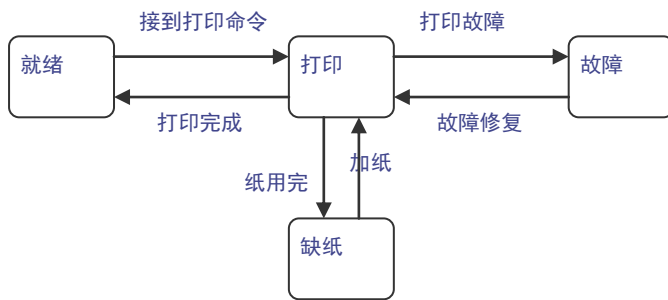 接到打印命令
打印故障
就绪
打印
故障
打印完成
故障修复
加纸
纸用完
缺纸